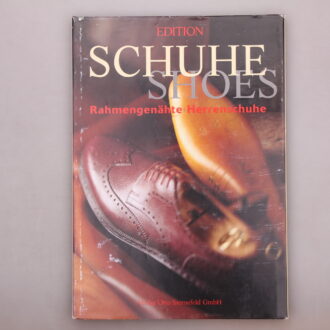 EDITION
SCHUHE
SHOES
Rahmengenähte Herrenschuhe
GmbH